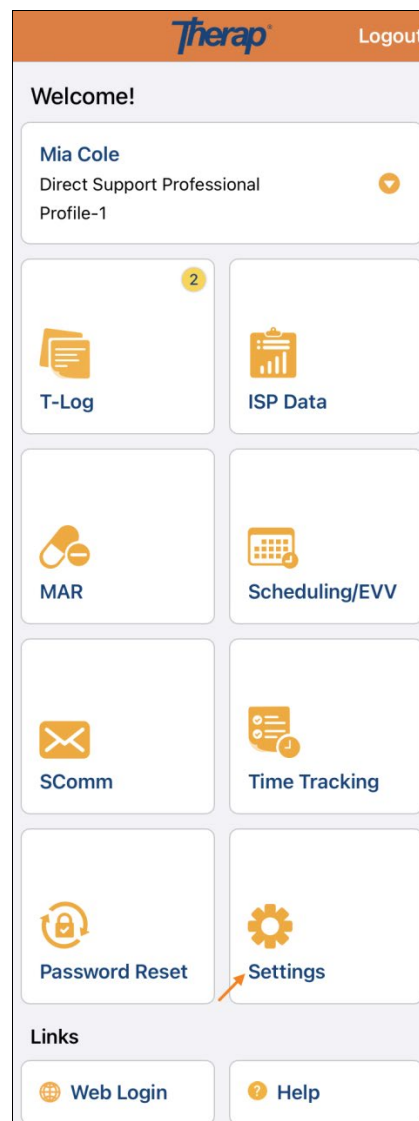 Therap Logout
Welcome!
Mia Cole
Direct Support Professional
Profile-1
2
T-Log ISP Data
MAR Scheduling/EVV
SComm Time Tracking
Password Reset Settings
Links
Web Login ? Help